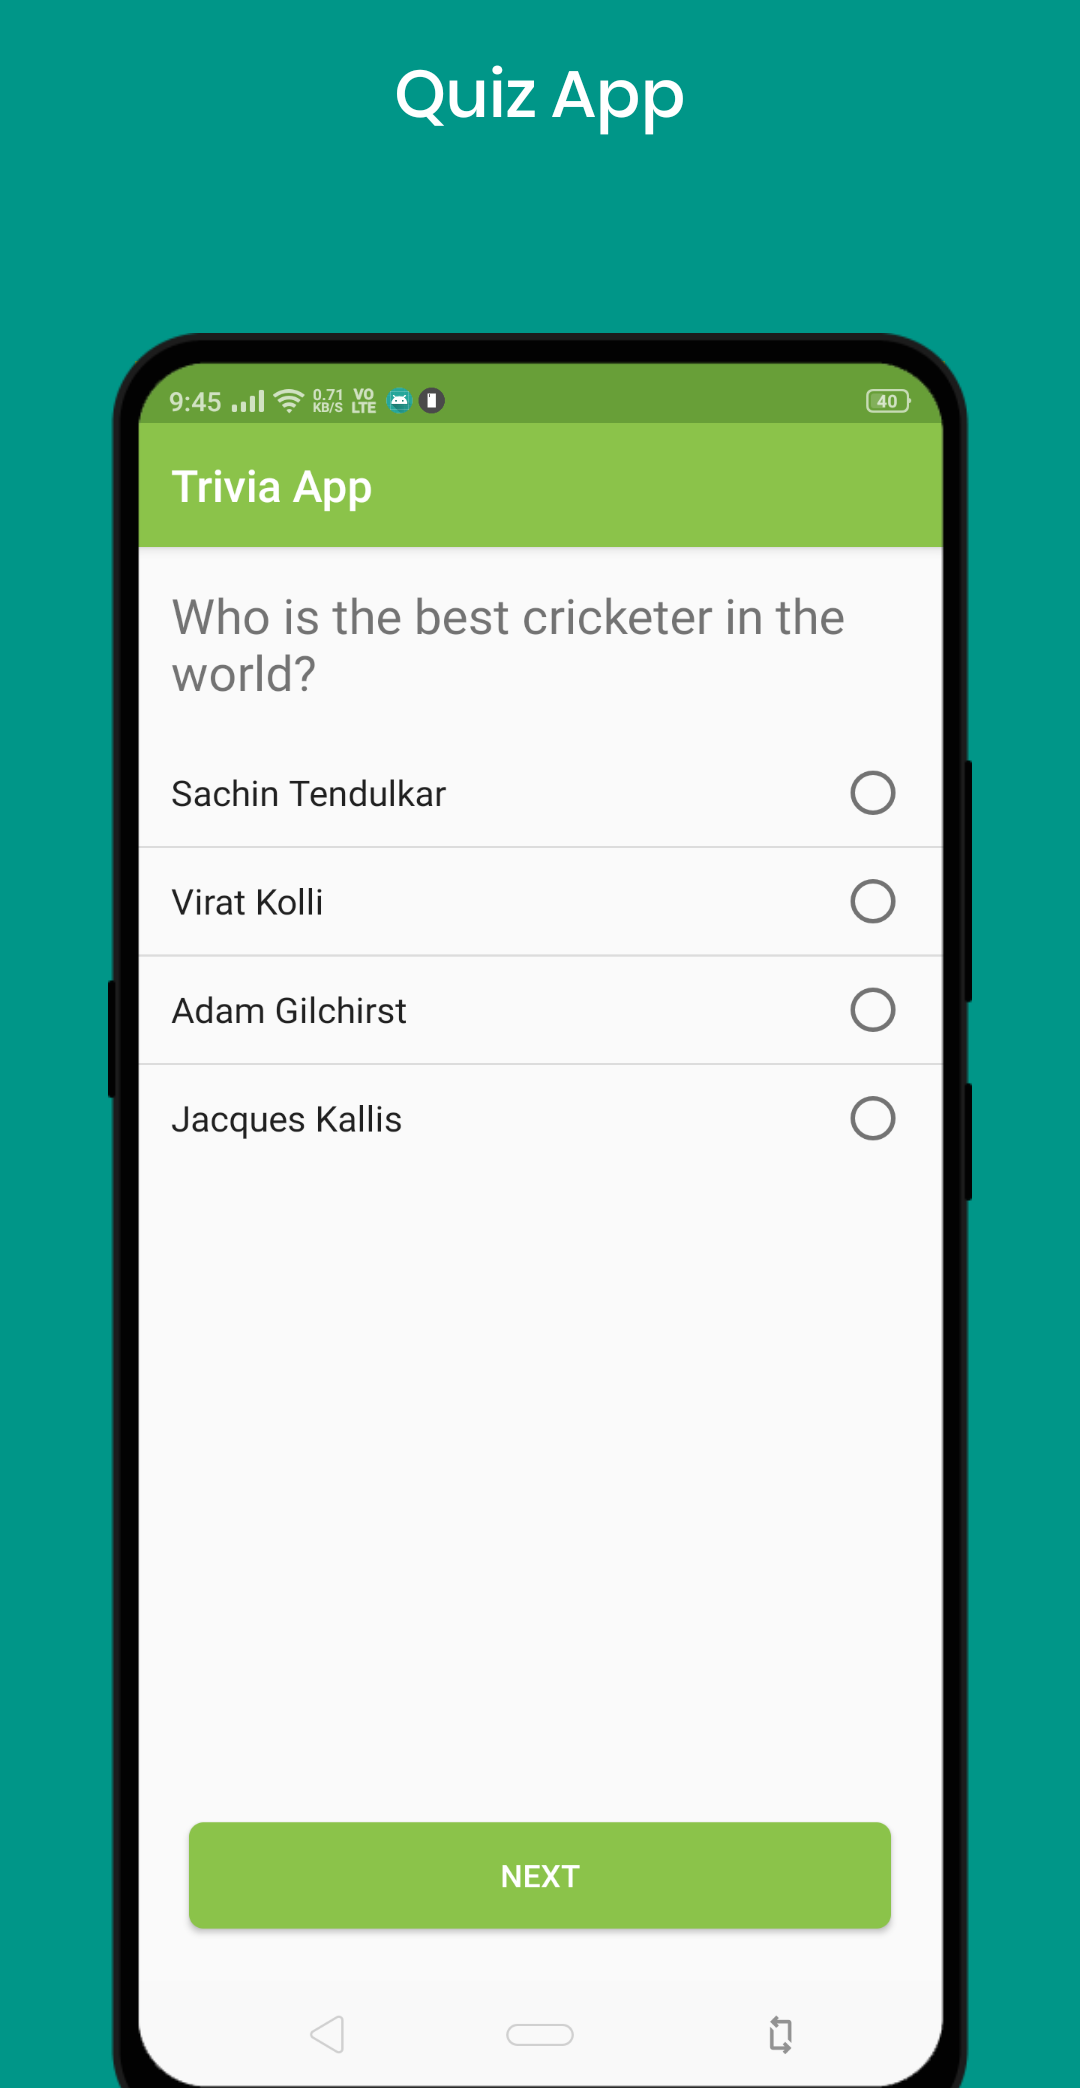 Quiz App
9:45 0.71 KB/S VO LTE 40
Trivia App
Who is the best cricketer in the
world?
Sachin Tendulkar
Virat Kolli
Adam Gilchirst
Jacques Kallis
NEXT